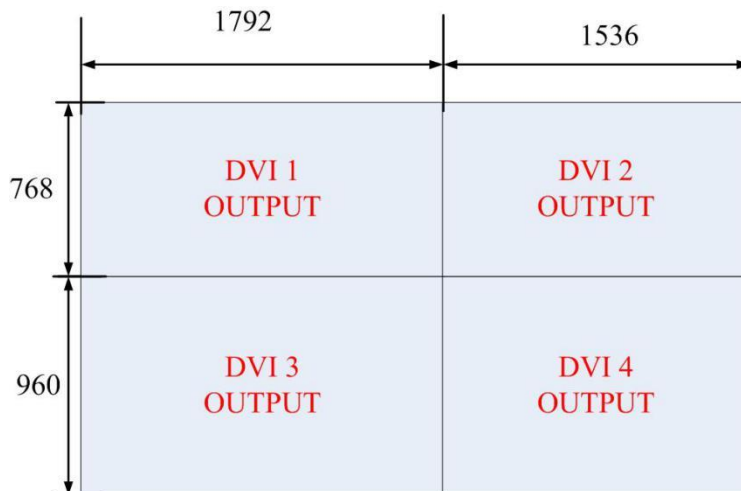 1792
1536
768
DVI 1
OUTPUT
DVI 2
OUTPUT
960
DVI 3
OUTPUT
DVI 4
OUTPUT